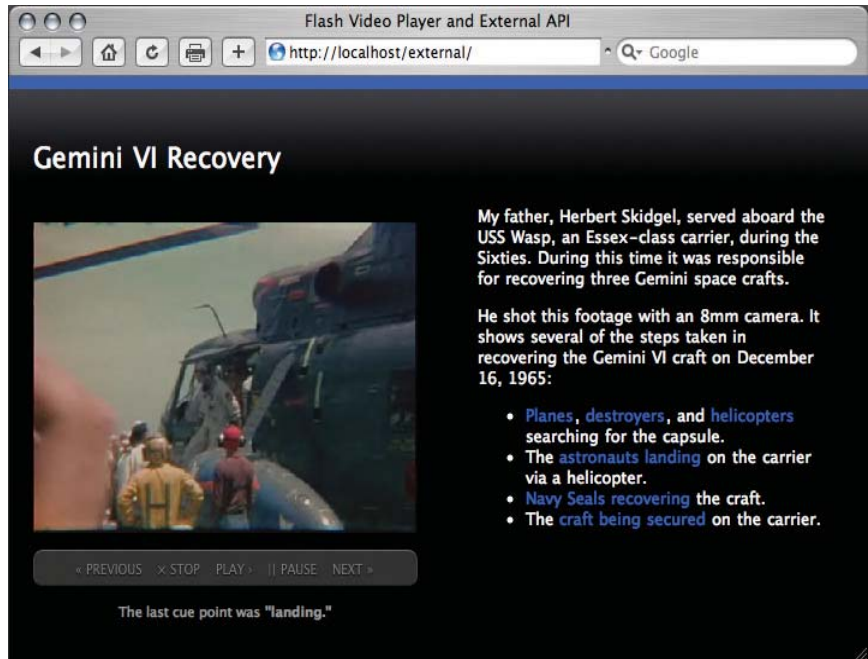 Flash Video Player and External API
http://localhost/external/
Google
Gemini VI Recovery
My father, Herbert Skidgel, served aboard the
USS Wasp, an Essex-class carrier, during the
Sixties. During this time it was responsible
for recovering three Gemini space crafts.
He shot this footage with an 8mm camera. It
shows several of the steps taken in
recovering the Gemini VI craft on December
16, 1965:
• Planes, destroyers, and helicopters
searching for the capsule.
• The astronauts landing on the carrier
via a helicopter.
• Navy Seals recovering the craft.
• The craft being secured on the carrier.
H
« PREVIOUS × STOP PLAY › || PAUSE NEXT »
The last cue point was "landing."